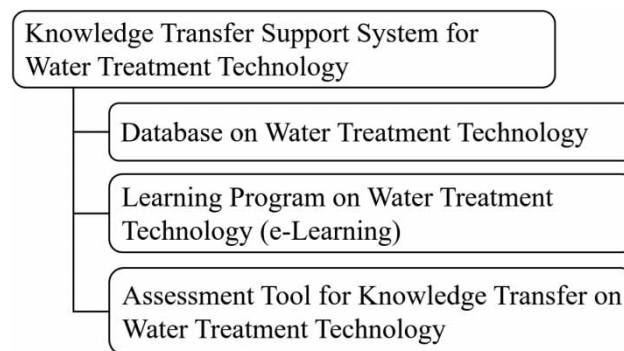 Knowledge Transfer Support System for
Water Treatment Technology
Database on Water Treatment Technology
Learning Program on Water Treatment
Technology (e-Learning)
Assessment Tool for Knowledge Transfer on
Water Treatment Technology